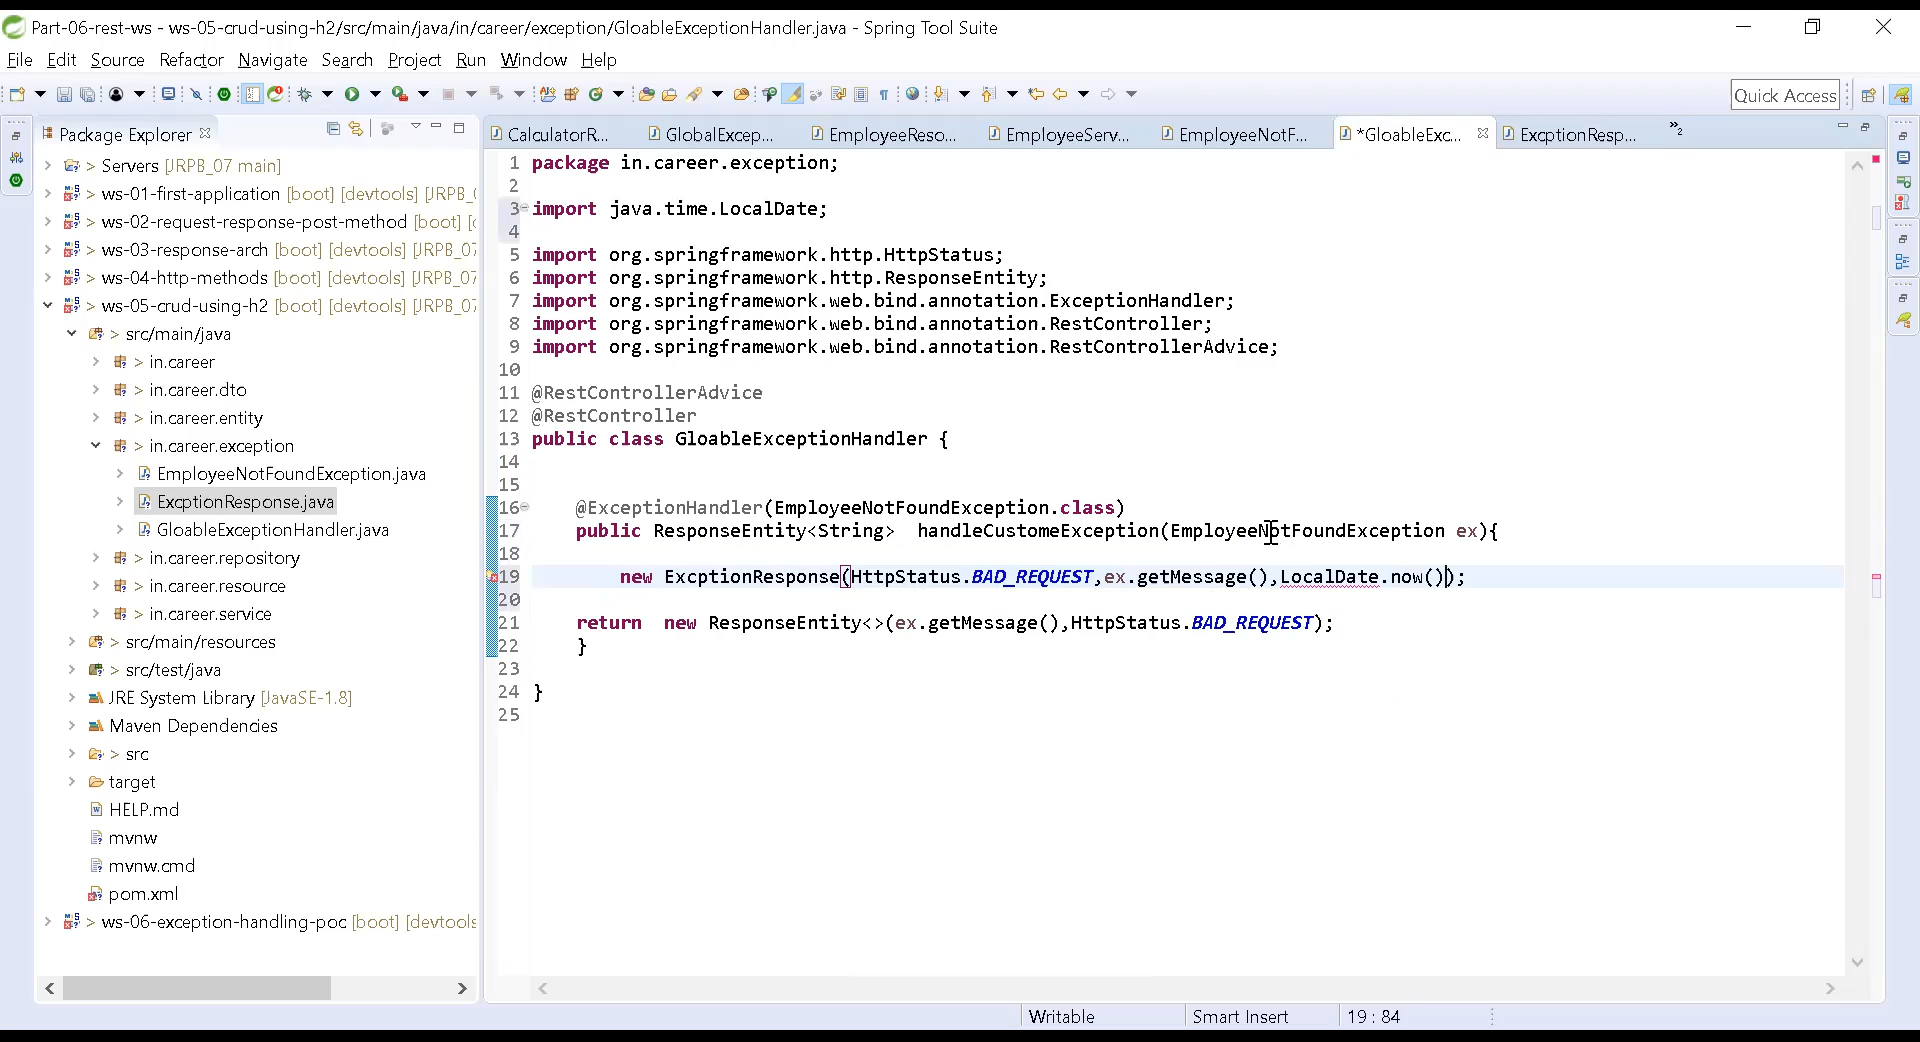 Part-06-rest-ws - ws-05-crud-using-h2/src/main/java/in/career/exception/GloableExceptionHandler.java - Spring Tool Suite
File Edit Source Refactor Navigate Search Project Run Window Help
Quick Access
Package Explorer
> Servers [JRPB_07 main]
> ws-01-first-application [boot] [devtools] [JRPB_0
> ws-02-request-response-post-method [boot] [
> ws-03-response-arch [boot] [devtools] [JRPB_07
> ws-04-http-methods [boot] [devtools] [JRPB_07
> ws-05-crud-using-h2 [boot] [devtools] [JRPB_07
> src/main/java
> in.career
> in.career.dto
> in.career.entity
> in.career.exception
EmployeeNotFoundException.java
ExcptionResponse.java
GloableExceptionHandler.java
> in.career.repository
> in.career.resource
> in.career.service
> src/main/resources
> src/test/java
JRE System Library [JavaSE-1.8]
Maven Dependencies
> src
target
HELP.md
mvnw
mvnw.cmd
pom.xml
> ws-06-exception-handling-poc [boot] [devtools
CalculatorR... GlobalExcep... EmployeeReso... EmployeeServ... EmployeeNotF... *GloableExc... ExcptionResp... »2
1 package in.career.exception;
2
3 import java.time.LocalDate;
4
5 import org.springframework.http.HttpStatus;
6 import org.springframework.http.ResponseEntity;
7 import org.springframework.web.bind.annotation.ExceptionHandler;
8 import org.springframework.web.bind.annotation.RestController;
9 import org.springframework.web.bind.annotation.RestControllerAdvice;
10
11 @RestControllerAdvice
12 @RestController
13 public class GloableExceptionHandler {
14
15
16 @ExceptionHandler(EmployeeNotFoundException.class)
17 public ResponseEntity<String> handleCustomeException(EmployeeNotFoundException ex){
18
19 new ExcptionResponse(HttpStatus.BAD_REQUEST,ex.getMessage(),LocalDate.now());
20
21 return new ResponseEntity<>(ex.getMessage(),HttpStatus.BAD_REQUEST);
22 }
23
24 }
25
Writable Smart Insert 19 : 84